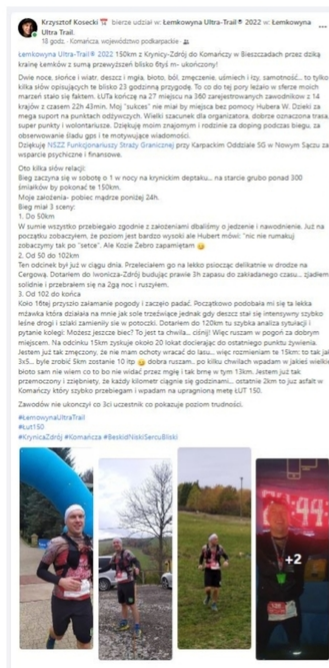 Krzysztof Kosecki bierze udział w: Łemkowyna Ultra-Trail® 2022 w: Łemkowyna
Ultra Trail.
18 godz. · Komańcza, województwo podkarpackie ·
Łemkowyna Ultra-Trail® 2022 150km z Krynicy-Zdrój do Komańczy w Bieszczadach przez dziką
krainę Łemków z sumą przewyższeń blisko 6tyś m- ukończony!
Dwie noce, słońce i wiatr, deszcz i mgła, błoto, ból, zmęczenie, uśmiech i łzy, samotność... to tylko
kilka słów opisujących te blisko 23 godzinną przygodę. To co do tej pory leżało w sferze moich
marzeń stało się faktem. ŁUTa kończę na 27 miejscu na 360 zarejestrowanych zawodników z 14
krajów z czasem 22h 43min. Mój "sukces" nie miał by miejsca bez pomocy Hubera W. Dzięki za
mega suport na punktach odżywczych. Wielki szacunek dla organizatora, dobrze oznaczona trasa,
super punkty i wolontariusze. Dziękuję moim znajomym i rodzinie za doping podczas biegu, za
obserwowanie śladu gps i te motywujące wiadomości.
Dziękuję NSZZ Funkcjonariuszy Straży Granicznej przy Karpackim Oddziale SG w Nowym Sączu za
wsparcie psychiczne i finansowe.
Oto kilka słów relacji:
Bieg zaczyna się w sobotę o 1 w nocy na krynickim deptaku... na starcie grubo ponad 300
śmiarków by pokonać te 150km.
Moje założenia- pobiec mądrze poniżej 24h.
Bieg miał 3 sceny:
1. Do 50km
W sumie wszystko przebiegało zgodnie z założeniami dbaliśmy o jedzenie i nawodnienie. Już na
początku zobaczyłem, że poziom jest bardzo wysoki ale Hubert mówi: "nic nie rumakuj
zobaczymy tak po "setce". Ale Kozie Żebro zapamiętam
2. Od 50 do 102km
Ten odcinek był już w ciągu dnia. Przeleciałem go na lekko piosąc delikatnie w drodze na
Cergową. Dotariem do Iwonicza-Zdrój budując prawie 3h zapasu do zakładanego czasu... zjadłem
solidnie i przebrałem się na 2gą noc i ruszyłem.
3. Od 102 do końca
Koło 16tej przyszło załamanie pogody i zaczęło padać. Początkowo podobała mi się ta lekka
mżawka która działała na mnie jak sole trzeźwiące jednak gdy deszcz stał się intensywny szybko
leśne drogi i szlaki zamieniły się w potoczki. Dotariem do 120km tu szybka analiza sytuacji i
pytanie kolegi: Możesz jeszcze biec? To jest ta chwila... ciśnij! Więc ruszam w pogoń za dobrym
miejscem. Na odcinku 15km zyskuje około 20 lokat docierając do ostatniego punktu żywienia.
Jestem już tak zmęczony, że nie mam ochoty wracać do lasu... więc rozmieniam te 15km: to tak jak
3x5... byle zrobić 5km zostanie 10 itp dobra ruszam.. po kilku chwilach wpadam w jakieś wielkie
błoto sam nie wiem co to bo nie widać przez mgłę i tak brnę w tym 13km. Jestem już tak
przemoczony i zziębnięty, że każdy kilometr ciągnie się godzinami... ostatnie 2km to już asfalt w
Komańczy który szybko przebiegam i wpadam na upragnioną metę ŁUT 150.
Zawodów nie ukończył co 3ci uczestnik co pokazuje poziom trudności.
#ŁemowynaUltraTrail
#Łut150
#KrynicaZdrój #Komańcza #BeskidNiskiSercuBliski
+2